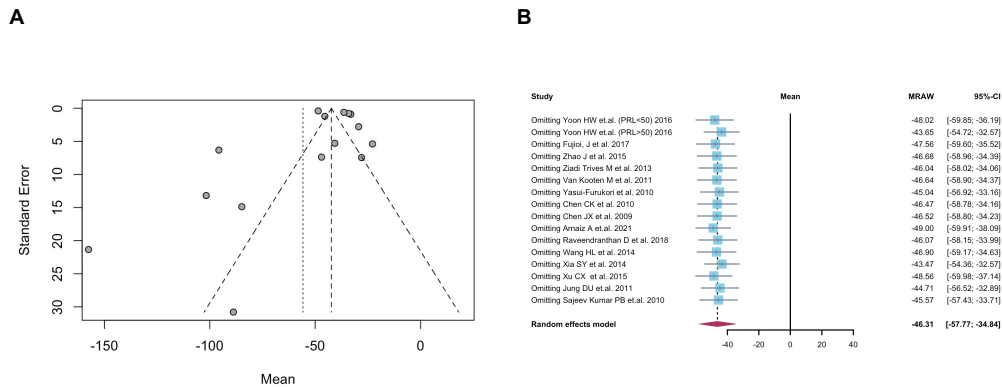 A
B
0
5
10
15
20
25
30
Standard Error
-150
-100
-50
0
Mean
Study Mean MRAW 95%-CI
Omitting Yoon HW et.al. (PRL<50) 2016 -48.02 [-59.85; -36.19]
Omitting Yoon HW et.al. (PRL>50) 2016 -43.65 [-54.72; -32.57]
Omitting Fujioi, J et al. 2017 -47.56 [-59.60; -35.52]
Omitting Zhao J et al. 2015 -46.68 [-58.96; -34.39]
Omitting Ziadi Trives M et al. 2013 -46.04 [-58.02; -34.06]
Omitting Van Kooten M et al. 2011 -46.64 [-58.90; -34.37]
Omitting Yasui-Furukori et al. 2010 -45.04 [-56.92; -33.16]
Omitting Chen CK et al. 2010 -46.47 [-58.78; -34.16]
Omitting Chen JX et al. 2009 -46.52 [-58.80; -34.23]
Omitting Arnaiz A et al. 2021 -49.00 [-59.91; -38.09]
Omitting Raveendranthan D et al. 2018 -46.07 [-58.15; -33.99]
Omitting Wang HL et al. 2014 -46.90 [-59.17; -34.63]
Omitting Xia SY et al. 2014 -43.47 [-54.36; -32.57]
Omitting Xu CX et al. 2015 -48.56 [-59.98; -37.14]
Omitting Jung DU et al. 2011 -44.71 [-56.52; -32.89]
Omitting Sajeev Kumar PB et al. 2010 -45.57 [-57.43; -33.71]
Random effects model -46.31 [-57.77; -34.84]
-40 -20 0 20 40